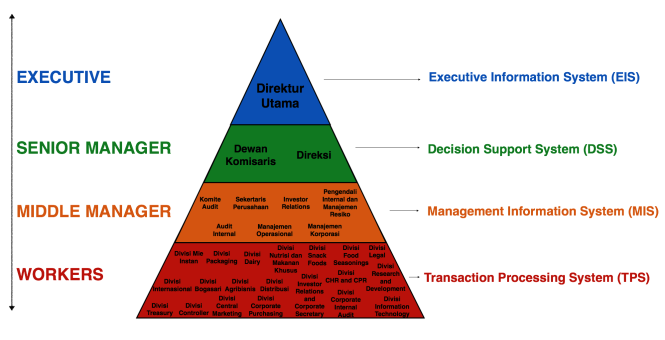 EXECUTIVE
Direktur
Utama
Executive Information System (EIS)
SENIOR MANAGER
Dewan
Komisaris
Direksi
Decision Support System (DSS)
MIDDLE MANAGER
Komite
Audit
Sekertaris
Perusahaan
Investor
Relations
Pengendali
Internal dan
Manajemen
Resiko
Audit
Internal
Manajemen
Operasional
Manejemen
Korporasi
Management Information System (MIS)
WORKERS
Divisi Mie
Instan
Divisi
Packaging
Divisi
Dairy
Divisi
Nutrisi dan
Makanan
Khusus
Divisi
Snack
Foods
Divisi
Food
Seasonings
Divisi
Legal
Divisi
Internasional
Divisi
Bogasari
Divisi
Agribisnis
Divisi
Distribusi
Divisi
Investor
Relations
and
Corporate
Secretary
Divisi
CHR and CPR
Divisi
Research
and
Development
Divisi
Treasury
Divisi
Controller
Divisi
Central
Marketing
Divisi
Corporate
Purchasing
Divisi
Corporate
Internal
Audit
Divisi
Information
Technology
Transaction Processing System (TPS)